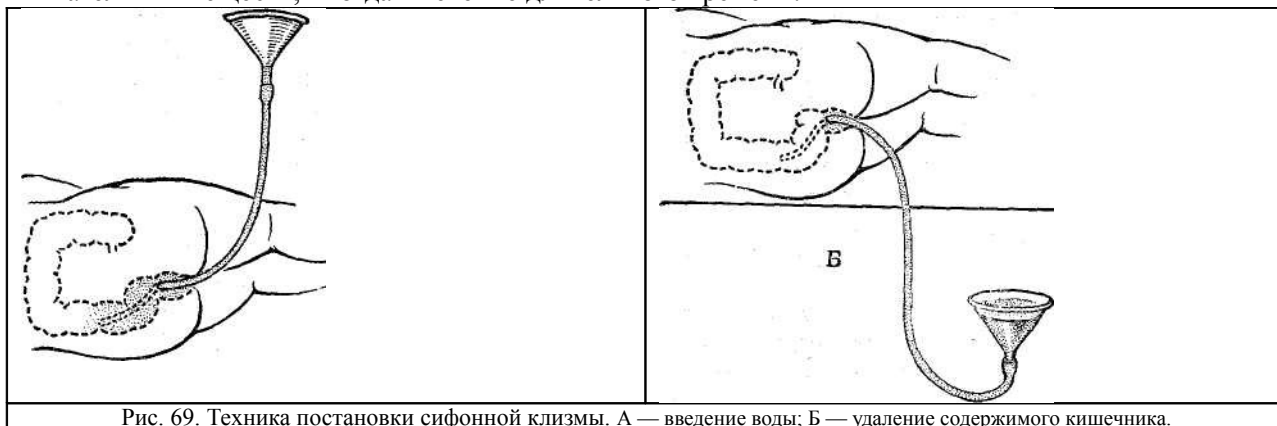 Б
Рис. 69. Техника постановки сифонной клизмы. А — введение воды; Б — удаление содержимого кишечника.